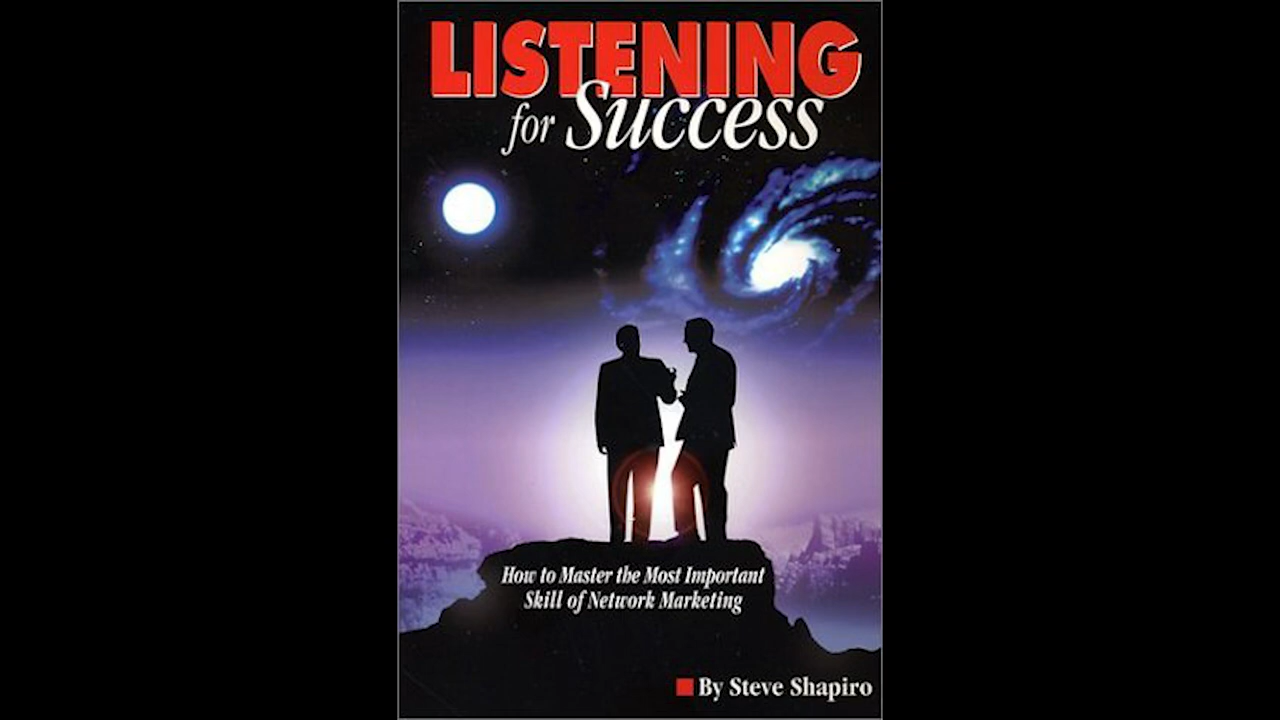 LISTENING
for Success
How to Master the Most Important
Skill of Network Marketing
By Steve Shapiro